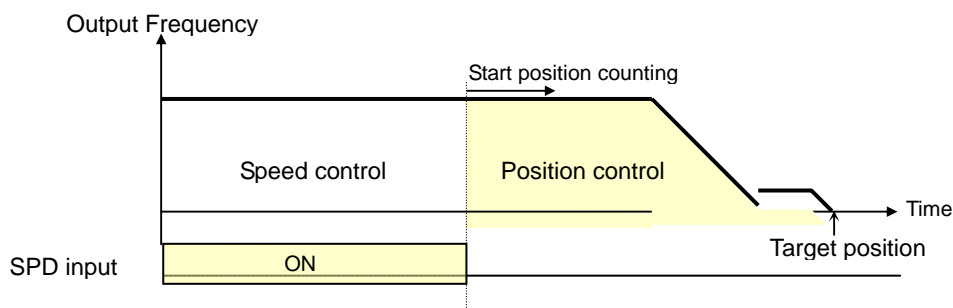 Output Frequency
Start position counting
Speed control
Position control
Time
Target position
SPD input
ON